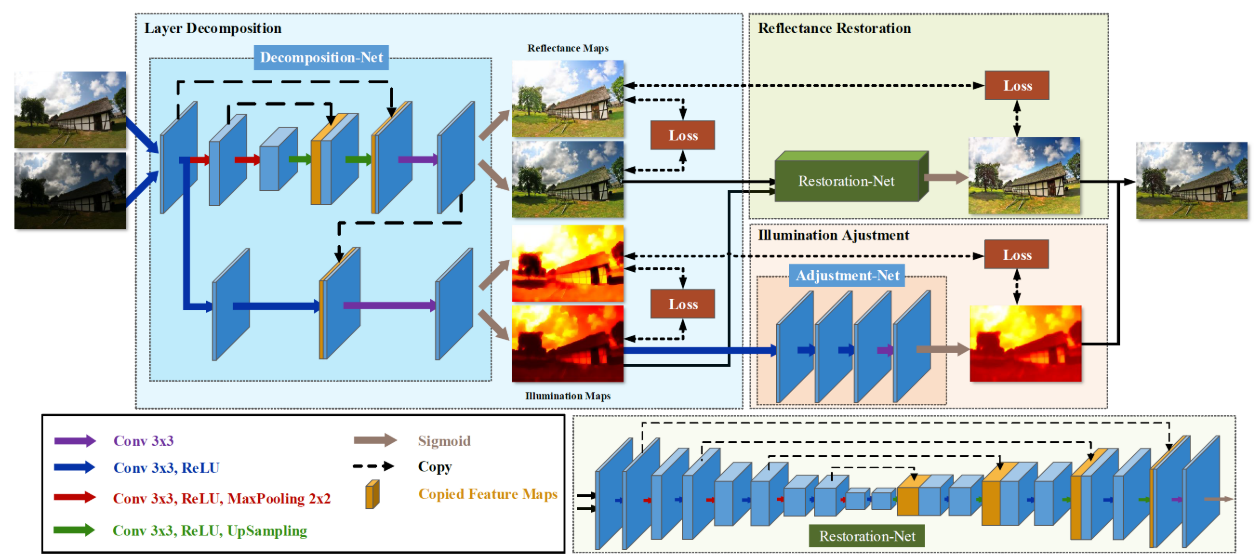 Layer Decomposition
Reflectance Restoration
Decomposition-Net
Reflectance Maps
Loss
Loss
Restoration-Net
Illumination Ajustment
Loss
Adjustment-Net
Loss
Illumination Maps
Conv 3x3
Sigmoid
Conv 3x3, ReLU
Copy
Conv 3x3, ReLU, MaxPooling 2x2
Copied Feature Maps
Conv 3x3, ReLU, UpSampling
Restoration-Net